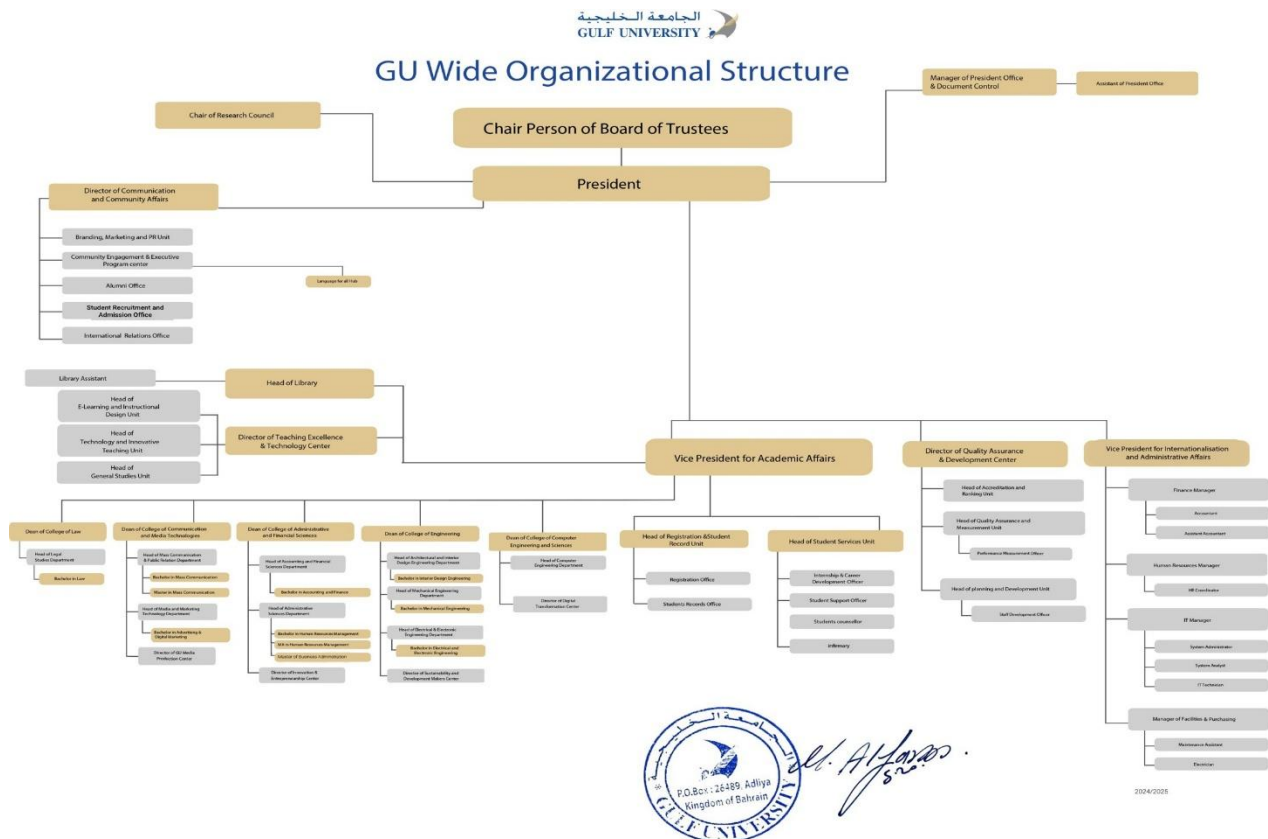 الجامعة الخليجية
GULF UNIVERSITY
GU Wide Organizational Structure
Manager of President Office
& Document Control
Assistant of President Office
Chair of Research Council
Chair Person of Board of Trustees
President
Director of Communication
and Community Affairs
Branding, Marketing and PR Unit
Community Engagement & Executive
Program center
Language for all Hub
Alumni Office
Student Recruitment and
Admission Office
International Relations Office
Library Assistant
Head of Library
Head of
E-Learning and Instructional
Design Unit
Head of
Technology and Innovative
Teaching Unit
Head of
General Studies Unit
Director of Teaching Excellence
& Technology Center
Vice President for Academic Affairs
Director of Quality Assurance
& Development Center
Vice President for Internationalisation
and Administrative Affairs
Dean of College of Law
Head of Legal
Studies Department
Bachelor in Law
Dean of College of Communication
and Media Technologies
Head of Mass Communication
& Public Relation Department
Bachelor in Mass Communication
Master in Mass Communication
Head of Media and Marketing
Technology Department
Bachelor in Advertising &
Digital Marketing
Director of GU Media
Production Center
Dean of College of Administrative
and Financial Sciences
Head of Accounting and Financial
Sciences Department
Bachelor in Accounting and Finance
Head of Administrative
Sciences Department
Bachelor in Human Resources Management
in Human Resources Management
Business Administration
Director of Innovation &
Entrepreneurship Center
Dean of College of Engineering
Head of Architectural and Interior
Design Engineering Department
Bachelor in Interior Design Engineering
Head of Mechanical Engineering
Department
Bachelor in Mechanical Engineering
Head of Electrical & Electronic
Engineering Department
Bachelor in Electrical and
Electronic Engineering
Director of Sustainability and
Development Makers Center
Dean of College of Computer
Engineering and Sciences
Head of Computer
Engineering Department
Director of Digital
Transformation Center
Head of Registration &Student
Record Unit
Registration Office
Students Records Office
Head of Student Services Unit
Internship & Career
Development Officer
Student Support Officer
Students counsellor
Infirmary
Head of Accreditation and
Ranking Unit
Head of Quality Assurance and
Measurement Unit
Performance Measurement Officer
Head of planning and Development Unit
Staff Development Officer
Finance Manager
Accountant
Assistant Accountant
Human Resources Manager
HR Coordinator
IT Manager
System Administrator
System Analyst
IT Technician
Manager of Facilities & Purchasing
Maintenance Assistant
Electrician
الجامعة الخليجية
P.O.Box : 26489, Adliya
Kingdom of Bahrain
GULF UNIVERSITY
2024/2025